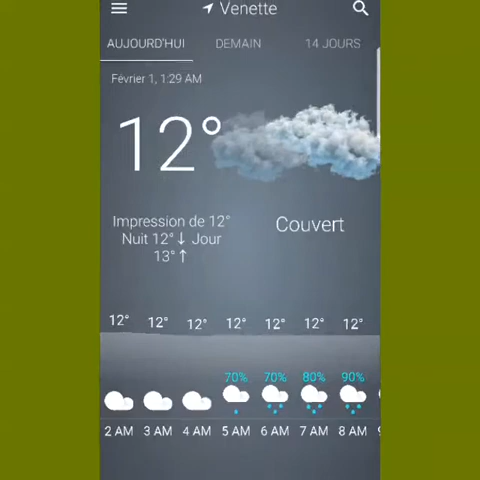 Venette
AUJOURD'HUI DEMAIN 14 JOURS
Février 1, 1:29 AM
12°
Impression de 12°
Nuit 12°↓ Jour
13°↑
Couvert
12° 12° 12° 12° 12° 12° 12°
70% 70% 80% 90%
2 AM 3 AM 4 AM 5 AM 6 AM 7 AM 8 AM